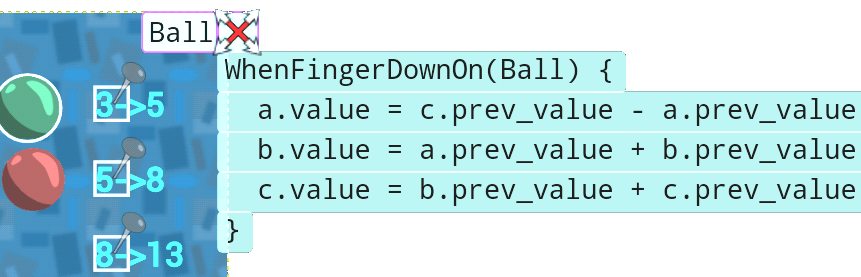 Ball
WhenFingerDownOn(Ball) {
3->5
a.value = c.prev_value - a.prev_value
b.value = a.prev_value + b.prev_value
5->8
c.value = b.prev_value + c.prev_value
}
8->13